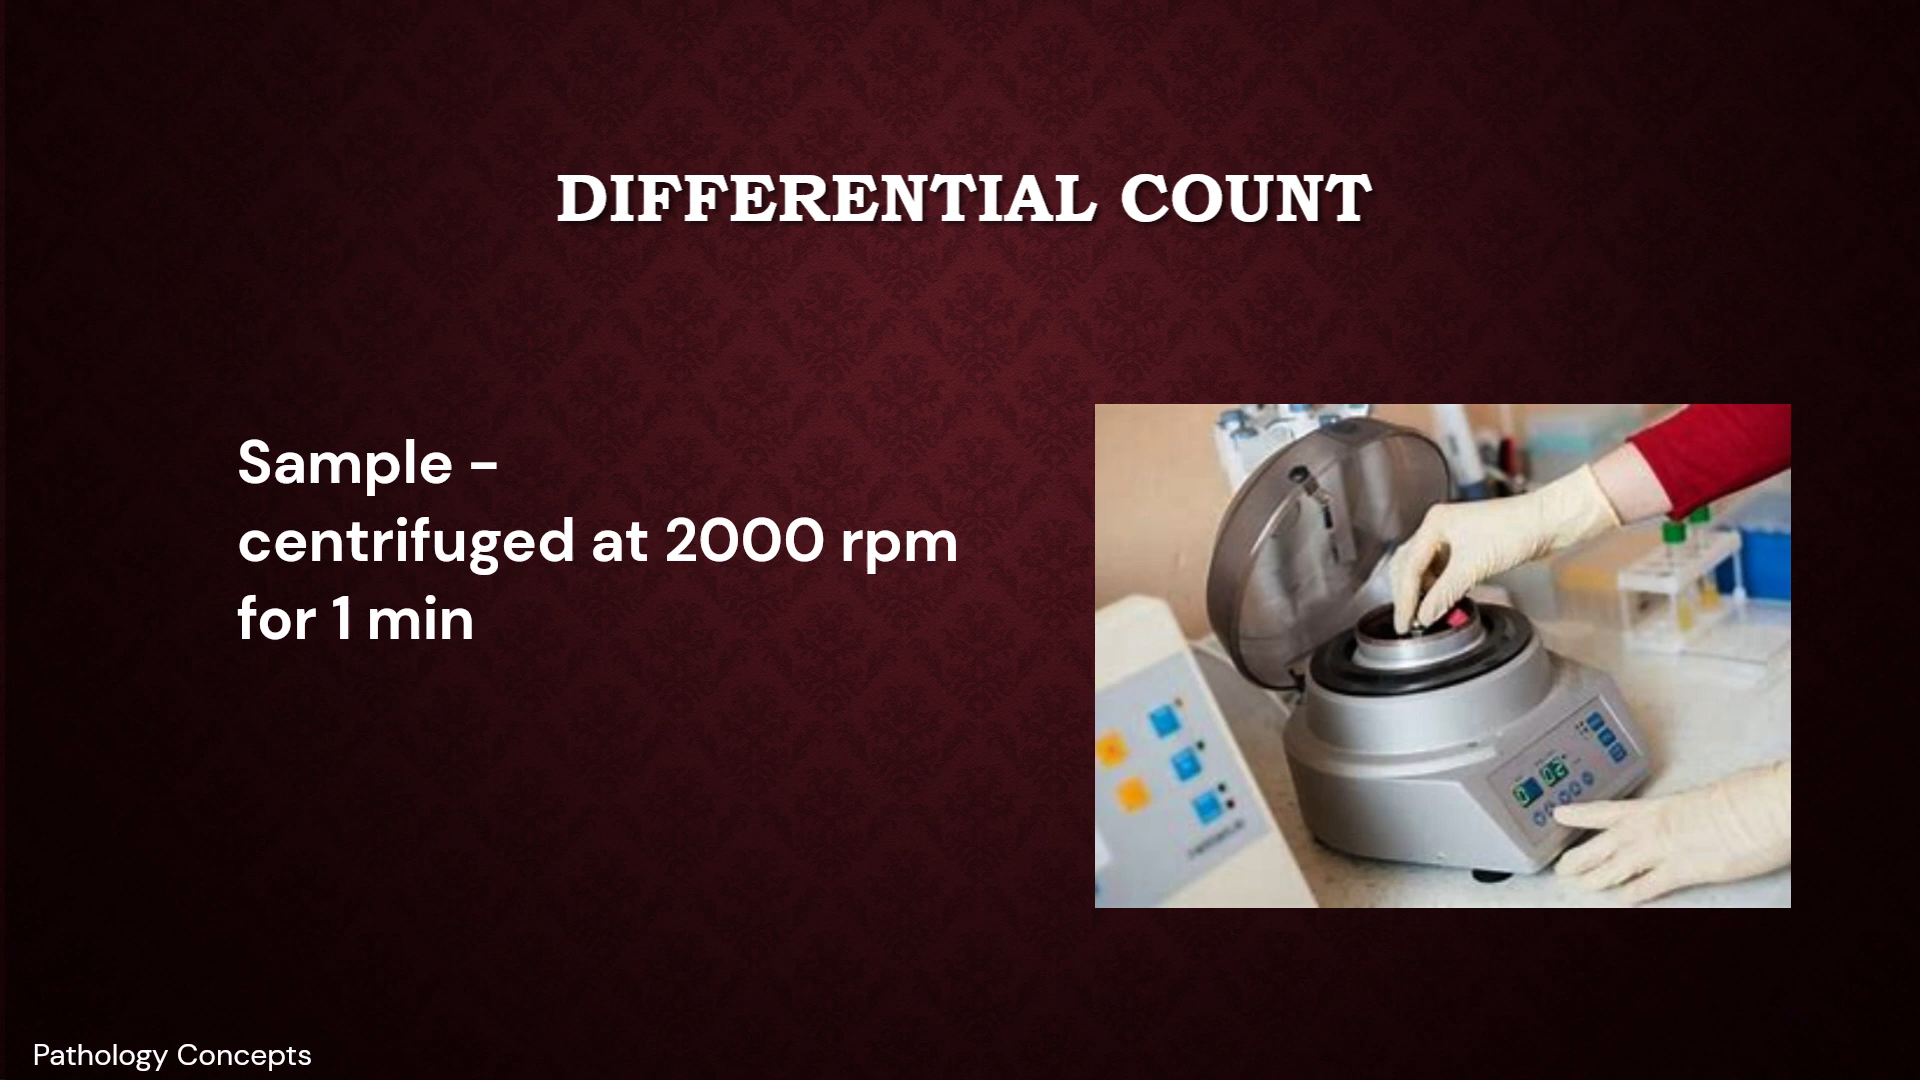 DIFFERENTIAL COUNT
Sample -
centrifuged at 2000 rpm
for 1 min
Pathology Concepts